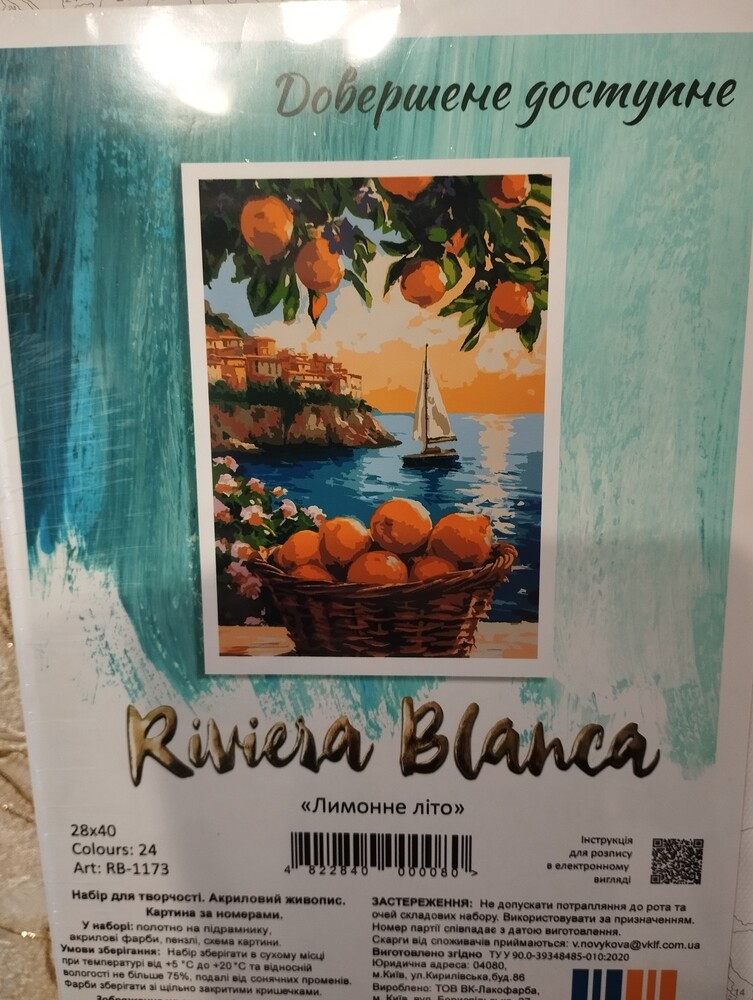 Довершене доступне
Riviera Blanca
«Лимонне літо»
28x40
Colours: 24
Art: RB-1173
4 822840 000080 >
Інструкція
для розпису
в електронному
вигляді
Набір для творчості. Акриловий живопис.
Картина за номерами.
У наборі: полотно на підрамнику,
акрилові фарби, пензлі, схема картини.
Умови зберігання: Набір зберігати в сухому місці
при температурі від +5 °С до +20 °С та відносній
вологості не більше 75%, подалі від сонячних променів.
Фарби зберігати зі щільно закритими кришечками.
ЗАСТЕРЕЖЕННЯ: Не допускати потрапляння до рота та
очей складових набору. Використовувати за призначенням.
Номер партії співпадає з датою виготовлення.
Скарги від споживачів приймаються: v.novykova@vklf.com.ua
Виготовлено згідно ТУ У 90.0-39348485-010:2020
Юридична адреса: 04080,
м.Київ, ул.Кирилівська,буд.86
Вироблено: ТОВ ВК-Лакофарба,